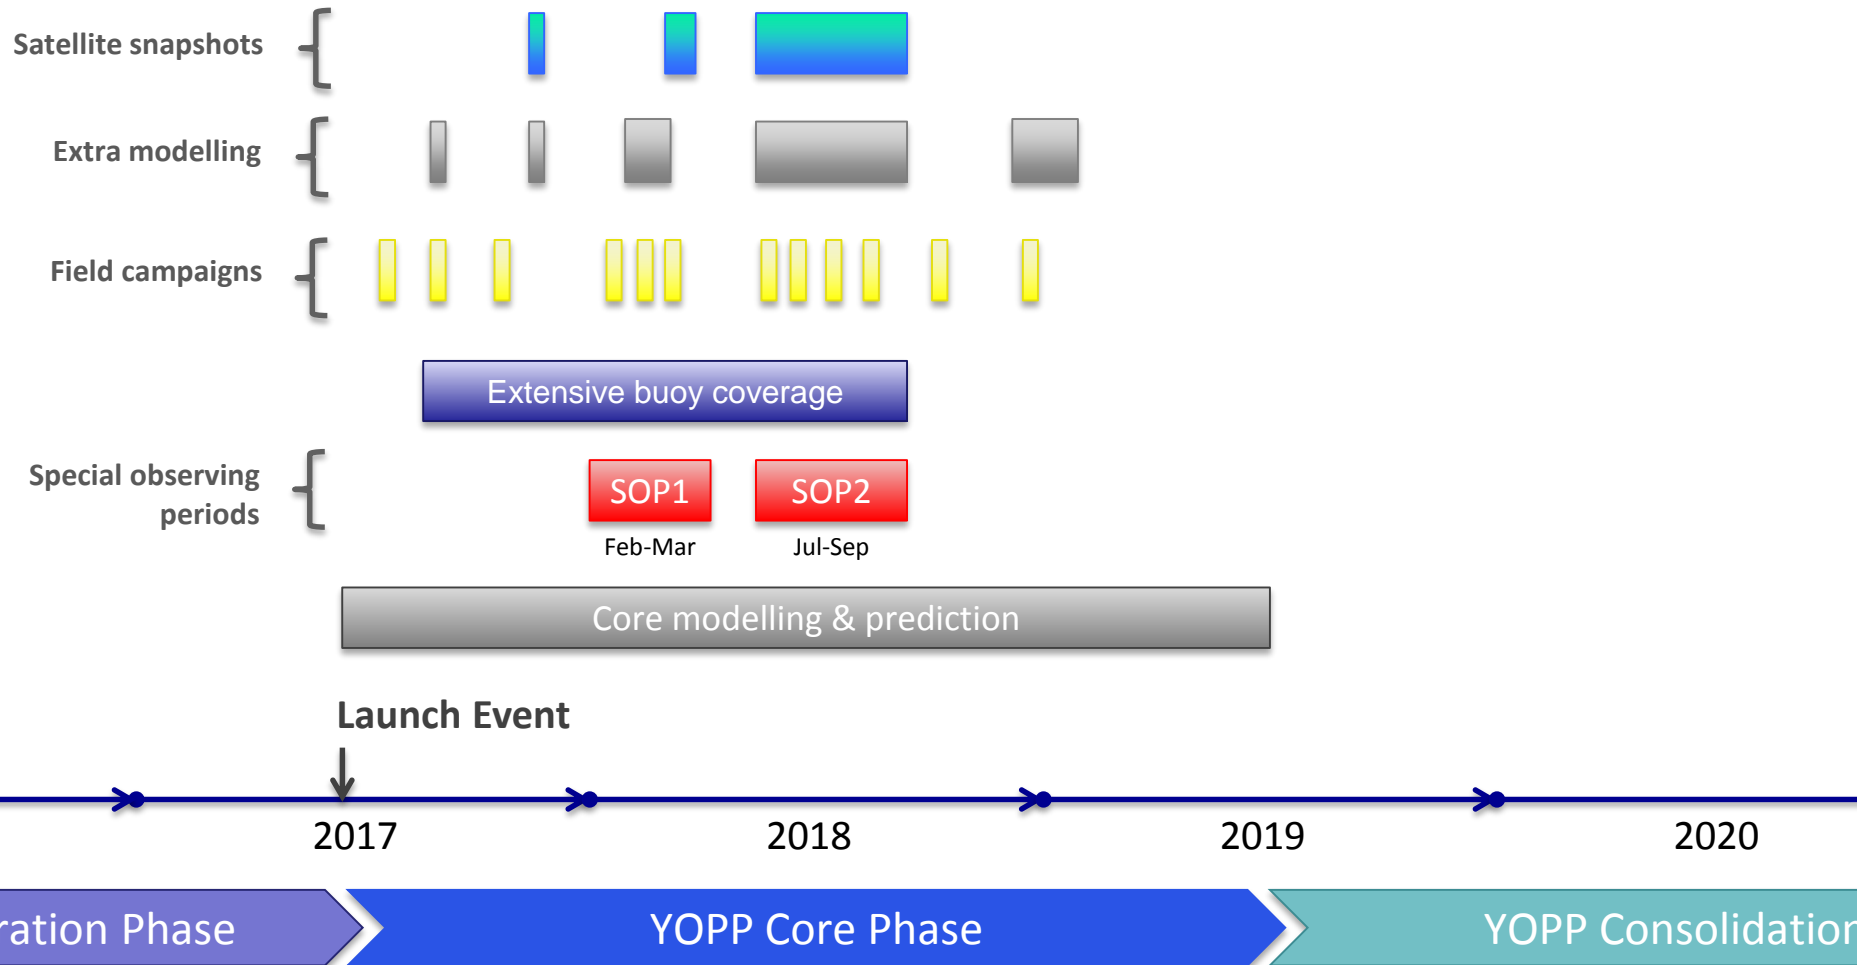 Satellite snapshots
Extra modelling
Field campaigns
Extensive buoy coverage
Special observing
periods
SOP1
SOP2
Feb-Mar
Jul-Sep
Core modelling & prediction
Launch Event
2017
2018
2019
2020
ration Phase
YOPP Core Phase
YOPP Consolidation